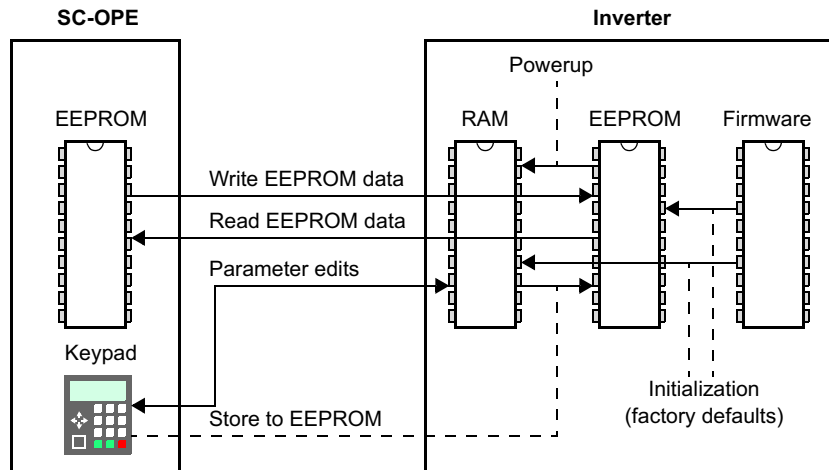 SC-OPE
Inverter
Powerup
EEPROM
RAM
EEPROM
Firmware
Write EEPROM data
Read EEPROM data
Parameter edits
Keypad
Initialization
(factory defaults)
Store to EEPROM